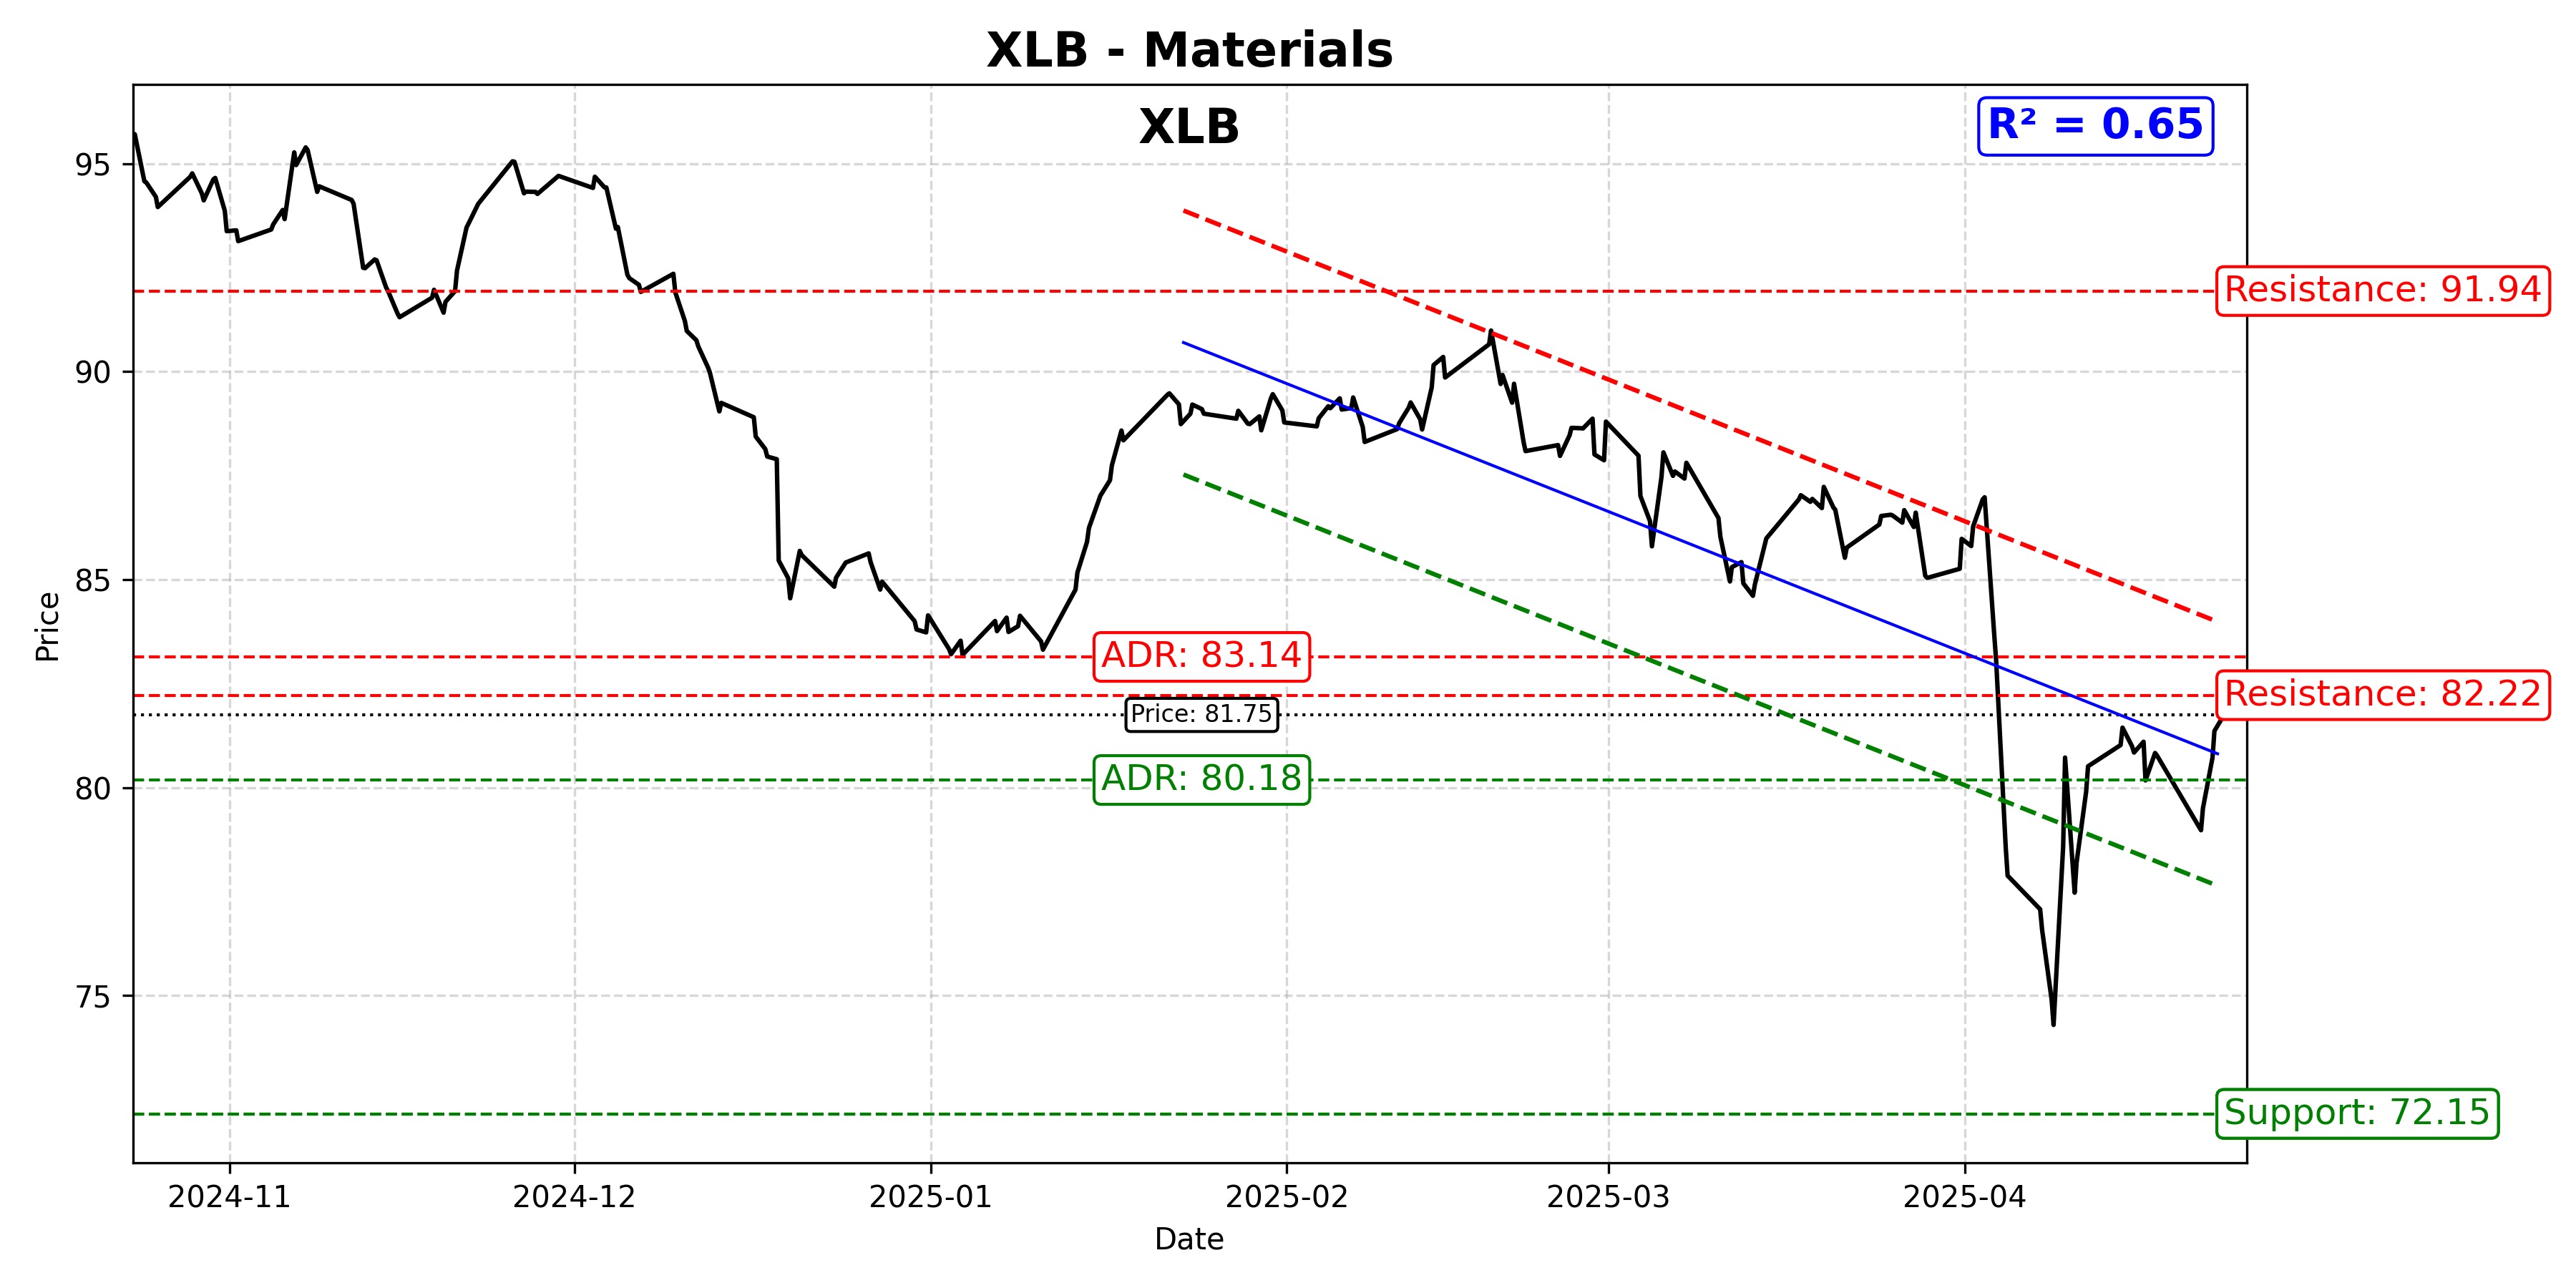 XLB - Materials
XLB
R² = 0.65
95
90
85
80
75
Price
Resistance: 91.94
ADR: 83.14
Resistance: 82.22
Price: 81.75
ADR: 80.18
Support: 72.15
2024-11
2024-12
2025-01
2025-02
2025-03
2025-04
Date